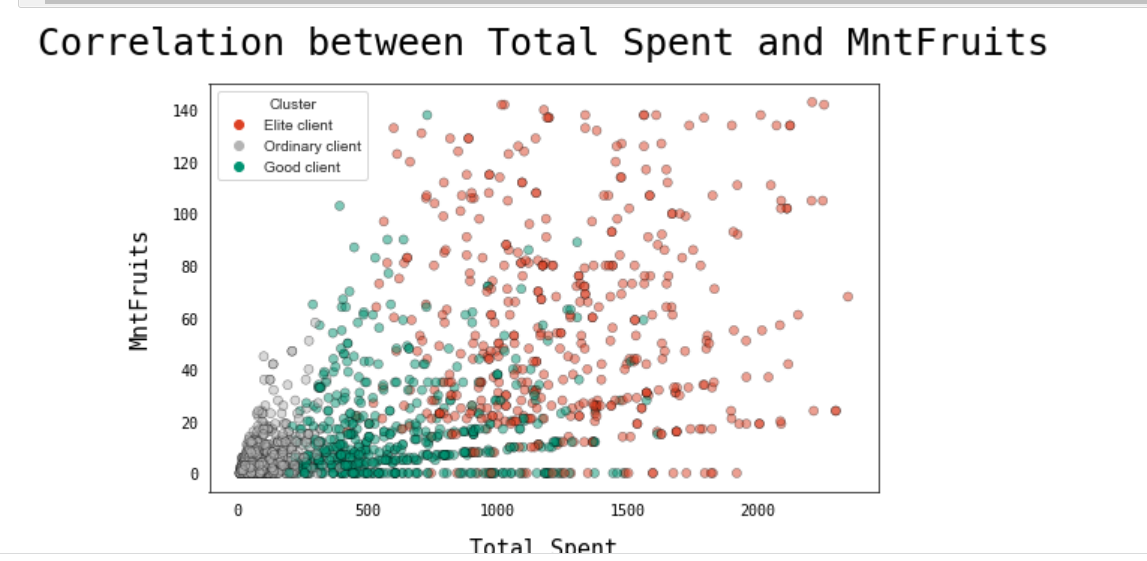 Correlation between Total Spent and MntFruits
Cluster
Elite client
Ordinary client
Good client
MntFruits
140
120
100
80
60
40
20
0
0 500 1000 1500 2000
Total Spent